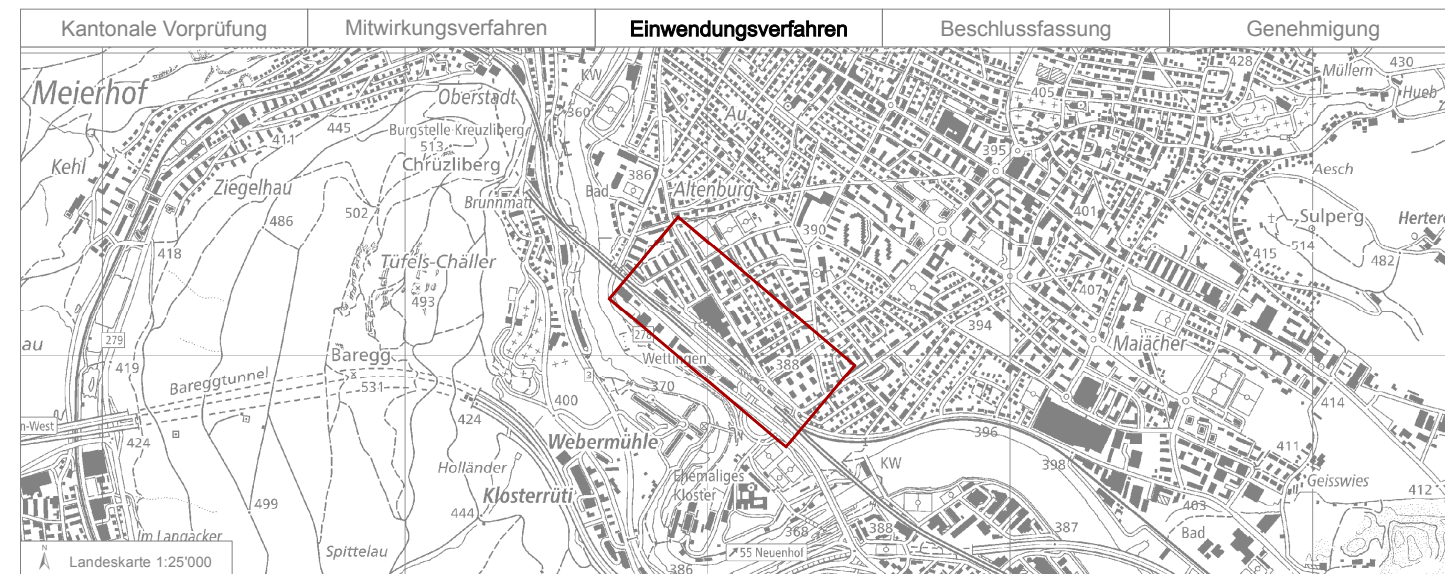 Kantonale Vorprüfung
Mitwirkungsverfahren
Einwendungsverfahren
Beschlussfassung
Genehmigung
Meierhof
Oberstadt
KW
360
428
430
Müllern
Hueb
405
Au
445
411
Burgstelle Kreuzliberg
513
Chrüzliberg
395
Kehl
Ziegelhau
502
486
Brunnmatt
Bad
386
Altenburg
Aesch
401
Sulperg
514
Herter
390
415
482
418
Tüfels-Chäller
493
407
394
279
au
419
Baregg
531
Bareggtunnel
Wettingen
388
Maiächer
370
2
400
424
414
n-West
424
Webermühle
396
411
398
KW
Holländer
Klosterrüti
Ehemaliges
Kloster
Geisswies
412
499
444
403
Im Langacker
368
388
387
Bad
Spittelau
55 Neuenhof
386
N
Landeskarte 1:25'000